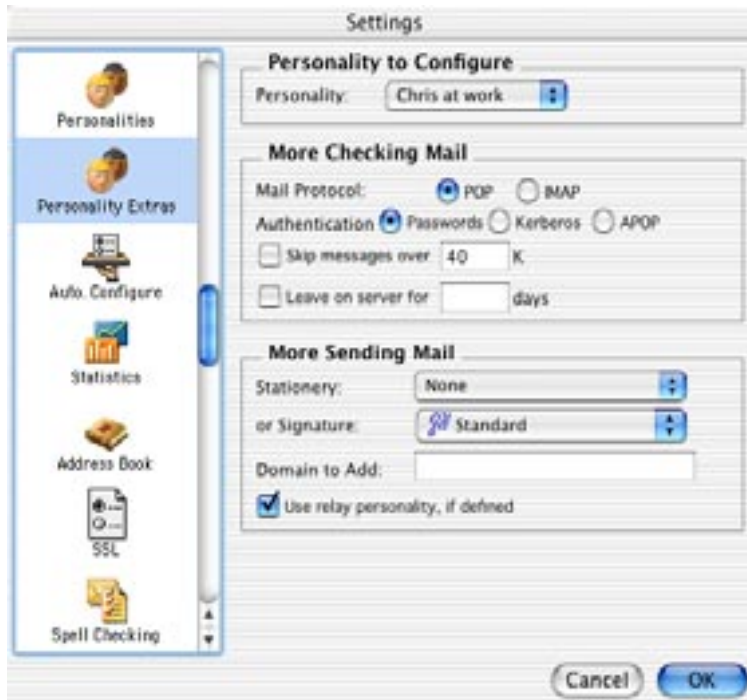 Settings
Personalities
Personality Extras
Auto. Configure
Statistics
Address Book
SSL
Spell Checking
Personality to Configure
Personality: Chris at work
More Checking Mail
Mail Protocol: POP IMAP
Authentication Passwords Kerberos APOP
Skip messages over 40 K
Leave on server for days
More Sending Mail
Stationery: None
or Signature: Standard
Domain to Add:
Use relay personality, if defined
Cancel OK